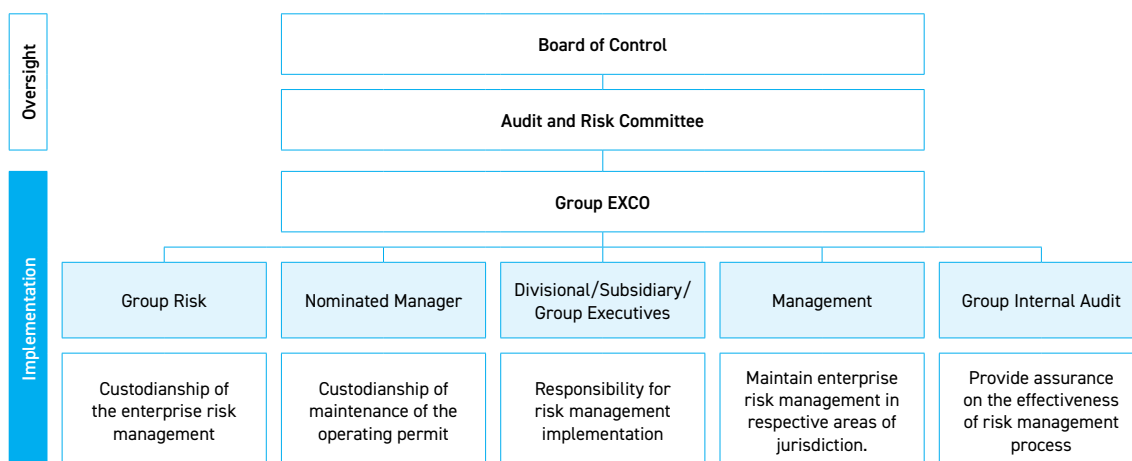 Oversight
Board of Control
Audit and Risk Committee
Implementation
Group EXCO
Group Risk
Nominated Manager
Divisional/Subsidiary/
Group Executives
Management
Group Internal Audit
Custodianship of
the enterprise risk
management
Custodianship of
maintenance of the
operating permit
Responsibility for
risk management
implementation
Maintain enterprise
risk management in
respective areas of
jurisdiction.
Provide assurance
on the effectiveness
of risk management
process